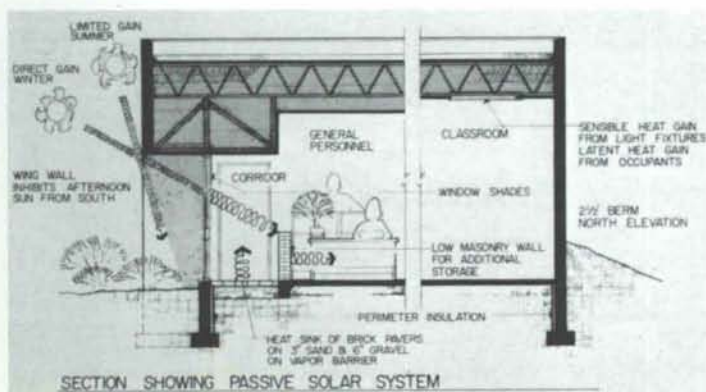 LIMITED GAIN
SUMMER
DIRECT GAIN
WINTER
WING WALL
INHIBITS AFTERNOON
SUN FROM SOUTH
GENERAL
PERSONNEL
CLASSROOM
CORRIDOR
WINDOW SHADES
SENSIBLE HEAT GAIN
FROM LIGHT FIXTURES
LATENT HEAT GAIN
FROM OCCUPANTS
2½' BERM
NORTH ELEVATION
LOW MASONRY WALL
FOR ADDITIONAL
STORAGE
PERIMETER INSULATION
HEAT SINK OF BRICK PAVERS
ON 3" SAND & 6" GRAVEL
ON VAPOR BARRIER
SECTION SHOWING PASSIVE SOLAR SYSTEM